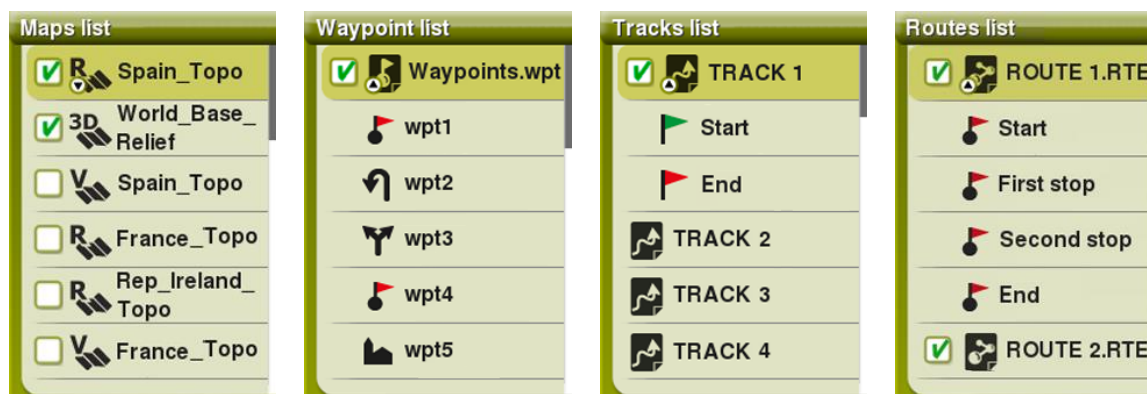 Maps list
R Spain_Topo
3D World_Base_
Relief
V Spain_Topo
R France_Topo
R Rep_Ireland_
Topo
V France_Topo
Waypoint list
Waypoints.wpt
wpt1
wpt2
wpt3
wpt4
wpt5
Tracks list
TRACK 1
Start
End
TRACK 2
TRACK 3
TRACK 4
Routes list
ROUTE 1.RTE
Start
First stop
Second stop
End
ROUTE 2.RTE